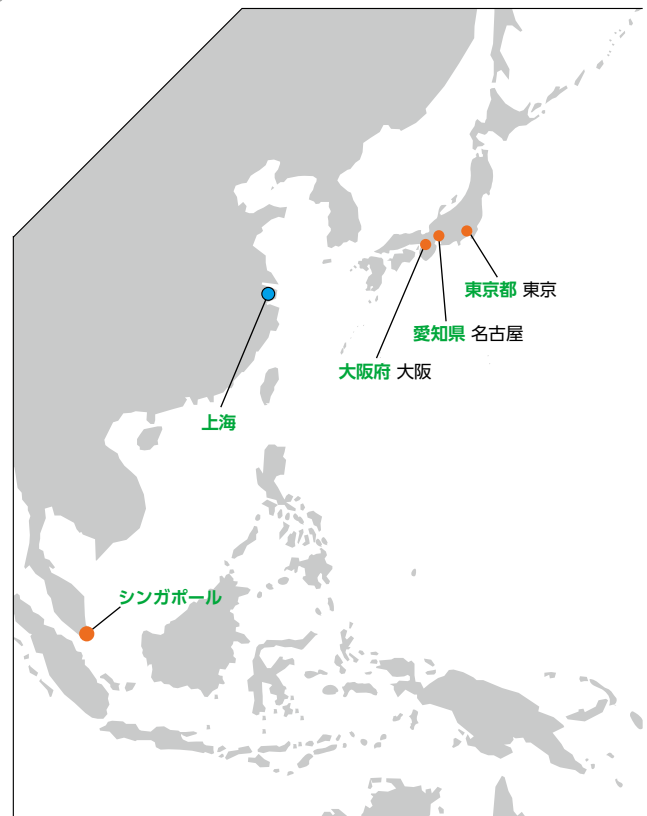 東京都 東京
愛知県 名古屋
大阪府 大阪
上海
シンガポール